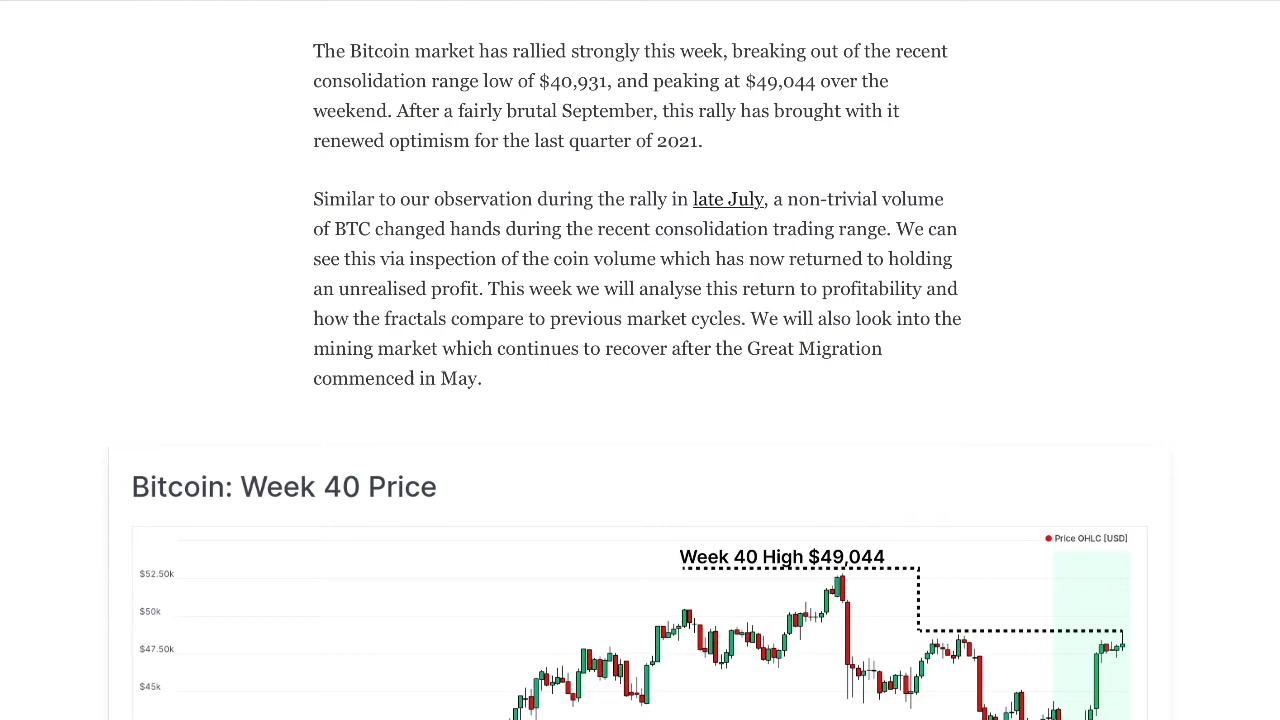 The Bitcoin market has rallied strongly this week, breaking out of the recent
consolidation range low of $40,931, and peaking at $49,044 over the
weekend. After a fairly brutal September, this rally has brought with it
renewed optimism for the last quarter of 2021.
Similar to our observation during the rally in late July, a non-trivial volume
of BTC changed hands during the recent consolidation trading range. We can
see this via inspection of the coin volume which has now returned to holding
an unrealised profit. This week we will analyse this return to profitability and
how the fractals compare to previous market cycles. We will also look into the
mining market which continues to recover after the Great Migration
commenced in May.
Bitcoin: Week 40 Price
Price OHLC [USD]
Week 40 High $49,044
$52.50k
$50k
$47.50k
$45k